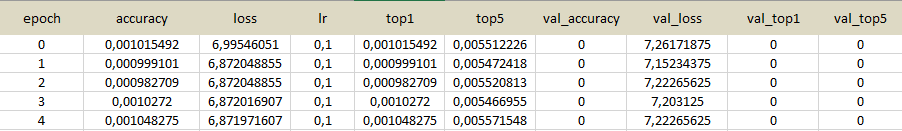 epoch accuracy loss lr top1 top5 val_accuracy val_loss val_top1 val_top5
0 0,001015492 6,99546051 0,1 0,001015492 0,005512226 0 7,26171875 0 0
1 0,000999101 6,872048855 0,1 0,000999101 0,005472418 0 7,15234375 0 0
2 0,000982709 6,872048855 0,1 0,000982709 0,005520813 0 7,22265625 0 0
3 0,0010272 6,872016907 0,1 0,0010272 0,005466955 0 7,203125 0 0
4 0,001048275 6,871971607 0,1 0,001048275 0,005571548 0 7,22265625 0 0